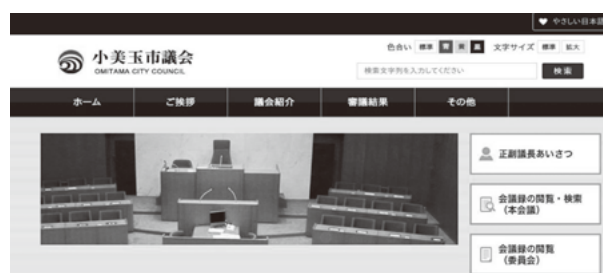 やさしい日本語
小美玉市議会
OMITAMA CITY COUNCIL
色合い 標準 青 黄 黒 文字サイズ 標準 拡大
検索文字列を入力してください 検索
ホーム ご挨拶 議会紹介 審議結果 その他
正副議長あいさつ
会議録の閲覧・検索
（本会議）
会議録の閲覧
（委員会）